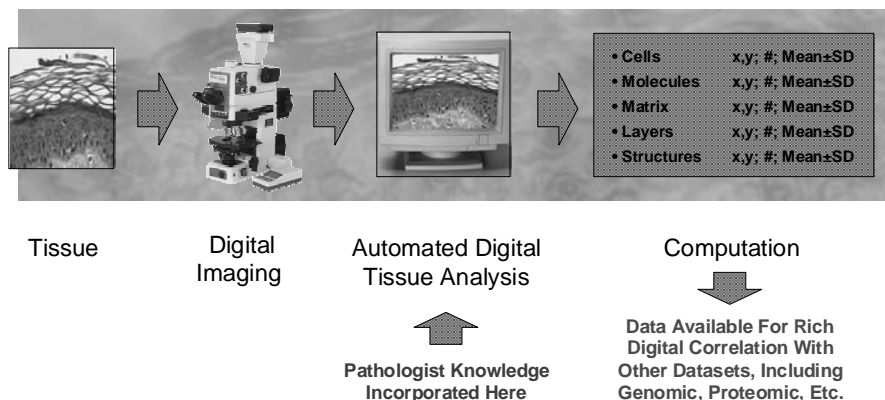 • Cells x,y; #; Mean±SD
• Molecules x,y; #; Mean±SD
• Matrix x,y; #; Mean±SD
• Layers x,y; #; Mean±SD
• Structures x,y; #; Mean±SD
Tissue
Digital
Imaging
Automated Digital
Tissue Analysis
Computation
Pathologist Knowledge
Incorporated Here
Data Available For Rich
Digital Correlation With
Other Datasets, Including
Genomic, Proteomic, Etc.